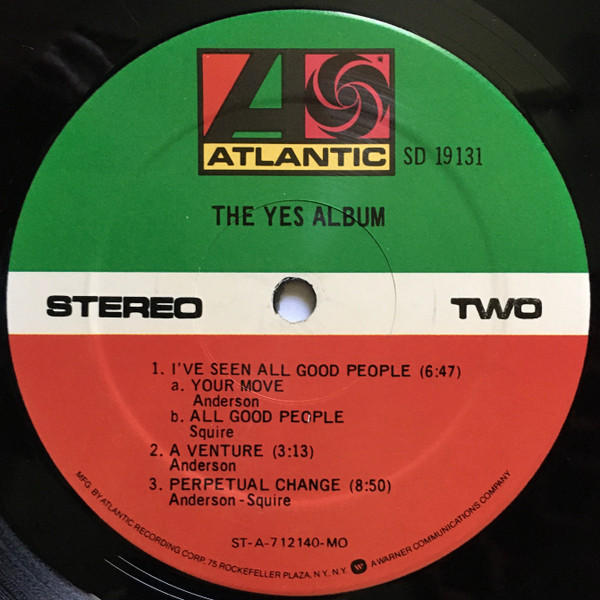 ATLANTIC
SD 19131
THE YES ALBUM
STEREO
TWO
1. I'VE SEEN ALL GOOD PEOPLE (6:47)
a. YOUR MOVE
Anderson
b. ALL GOOD PEOPLE
Squire
2. A VENTURE (3:13)
Anderson
3. PERPETUAL CHANGE (8:50)
Anderson-Squire
ST-A-712140-MO
MFG. BY ATLANTIC RECORDING CORP., 75 ROCKEFELLER PLAZA, N.Y., N.Y. A WARNER COMMUNICATIONS COMPANY